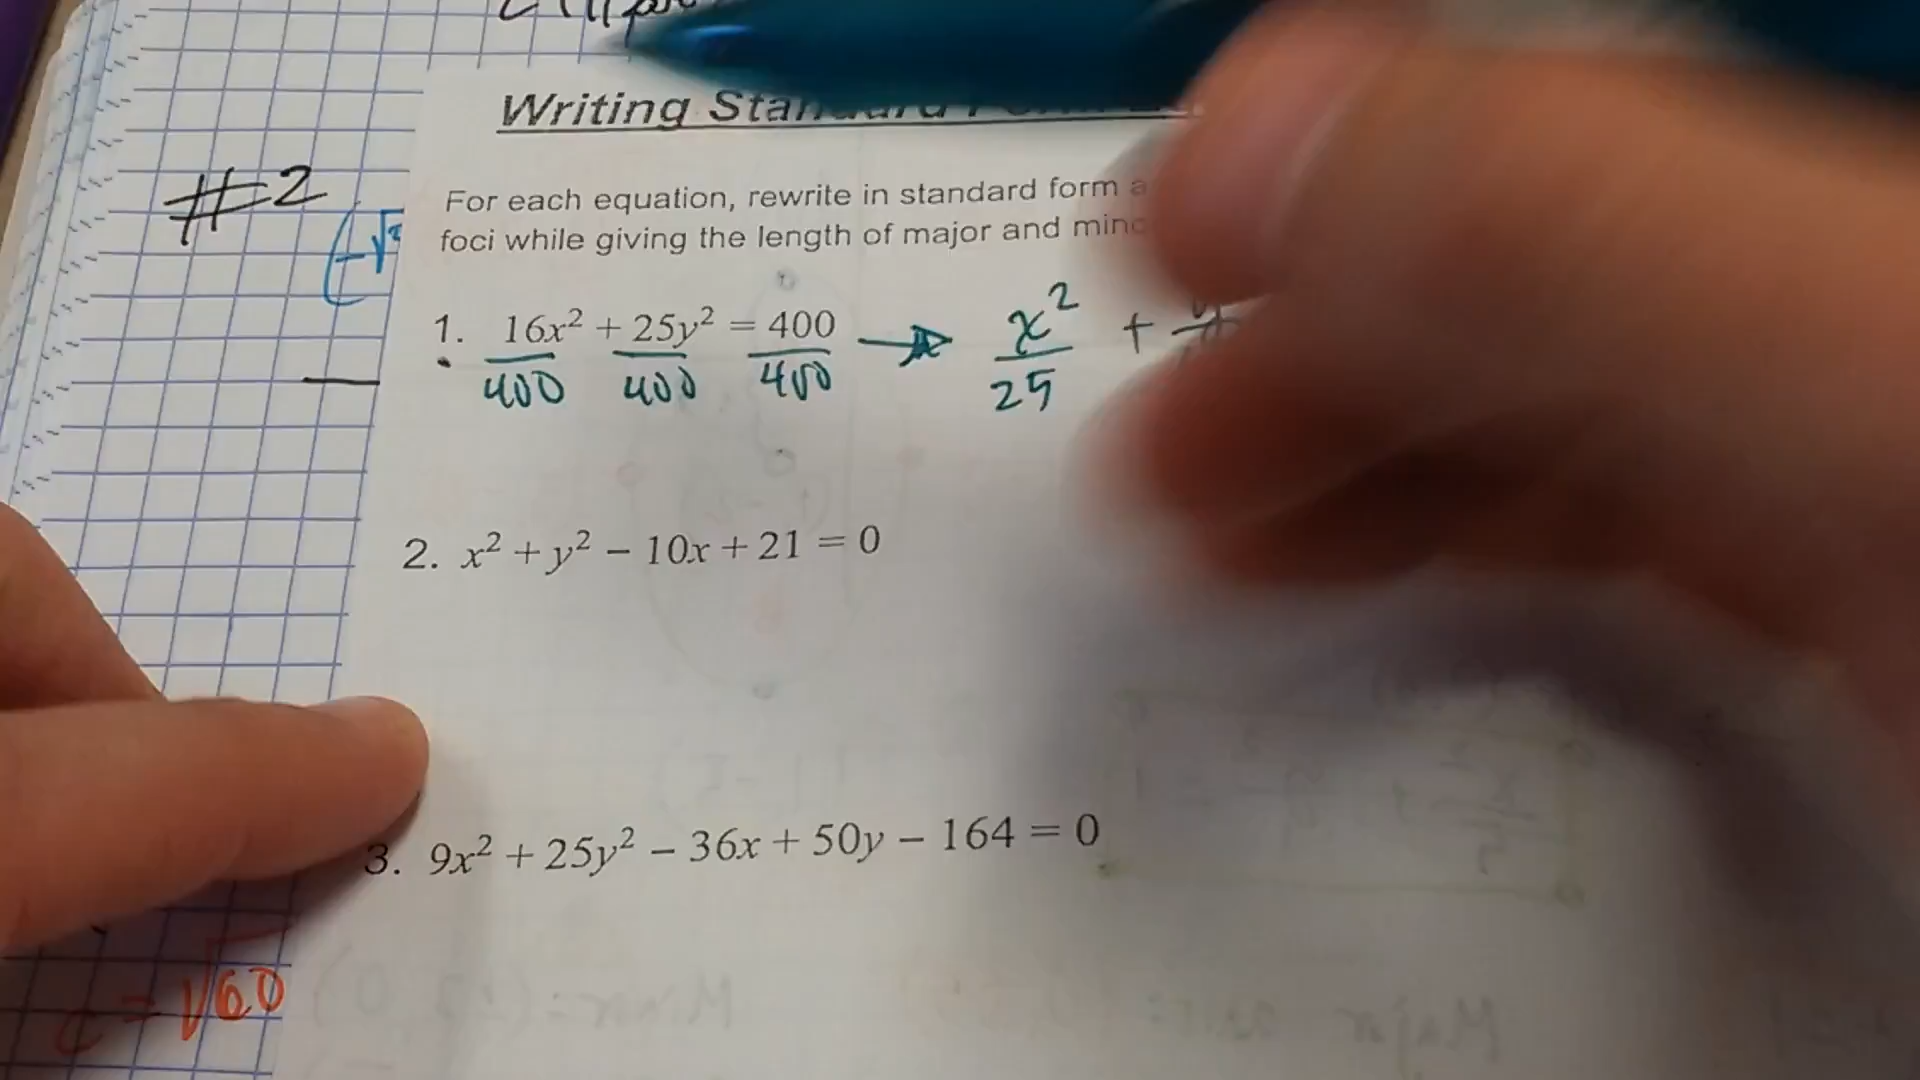 Writing
#2
For each equation, rewrite in standard form a
foci while giving the length of major and mino
1. 16x² + 25y² = 400 → x² +
400 400 400 25
2. x² + y² − 10x + 21 = 0
3. 9x² + 25y² − 36x + 50y − 164 = 0
c = √60